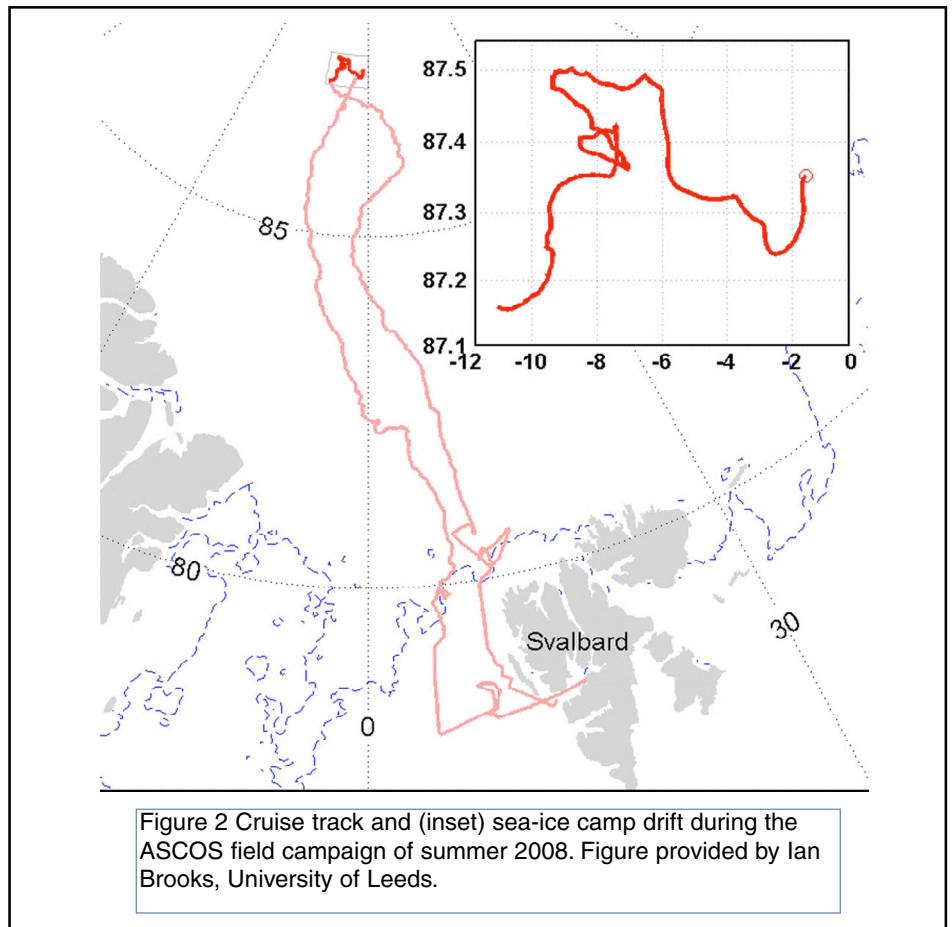 87.5
87.4
87.3
87.2
87.1
-12 -10 -8 -6 -4 -2 0
85
80
Svalbard
30
0
Figure 2 Cruise track and (inset) sea-ice camp drift during the
ASCOS field campaign of summer 2008. Figure provided by Ian
Brooks, University of Leeds.